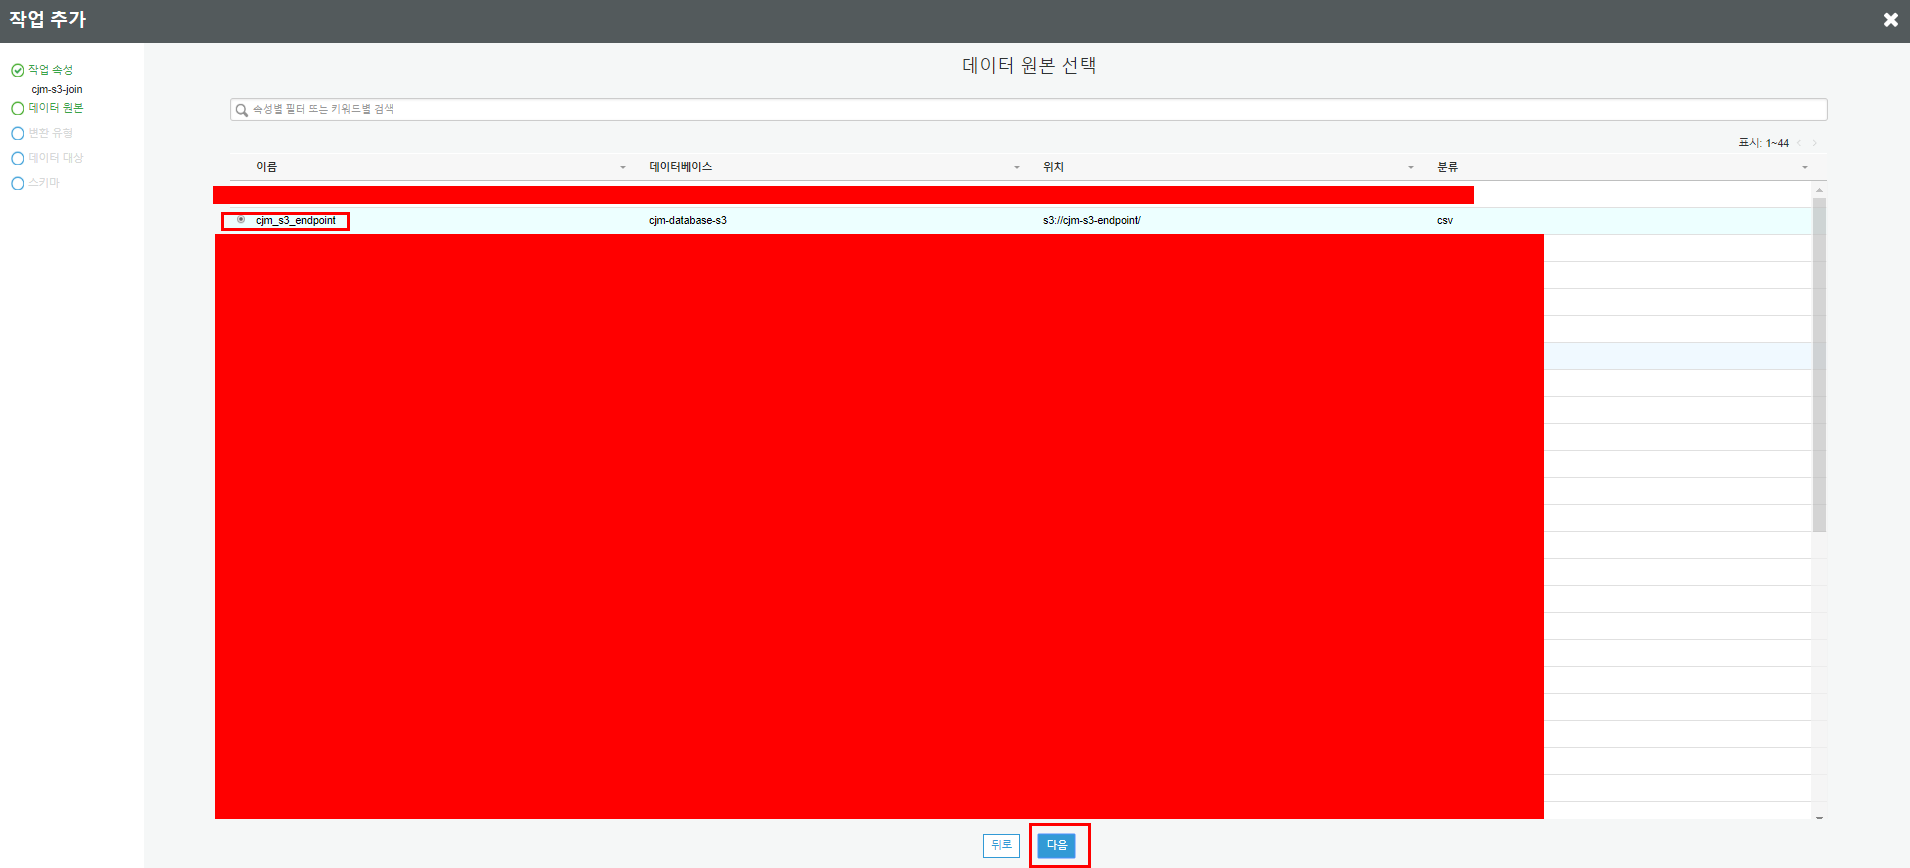 작업 추가
작업 속성
cjm-s3-join
데이터 원본
변환 유형
데이터 대상
스키마
데이터 원본 선택
속성별 필터 또는 키워드별 검색
표시: 1~44
이름 데이터베이스 위치 분류
cjm_s3_endpoint cjm-database-s3 s3://cjm-s3-endpoint/ csv
뒤로 다음